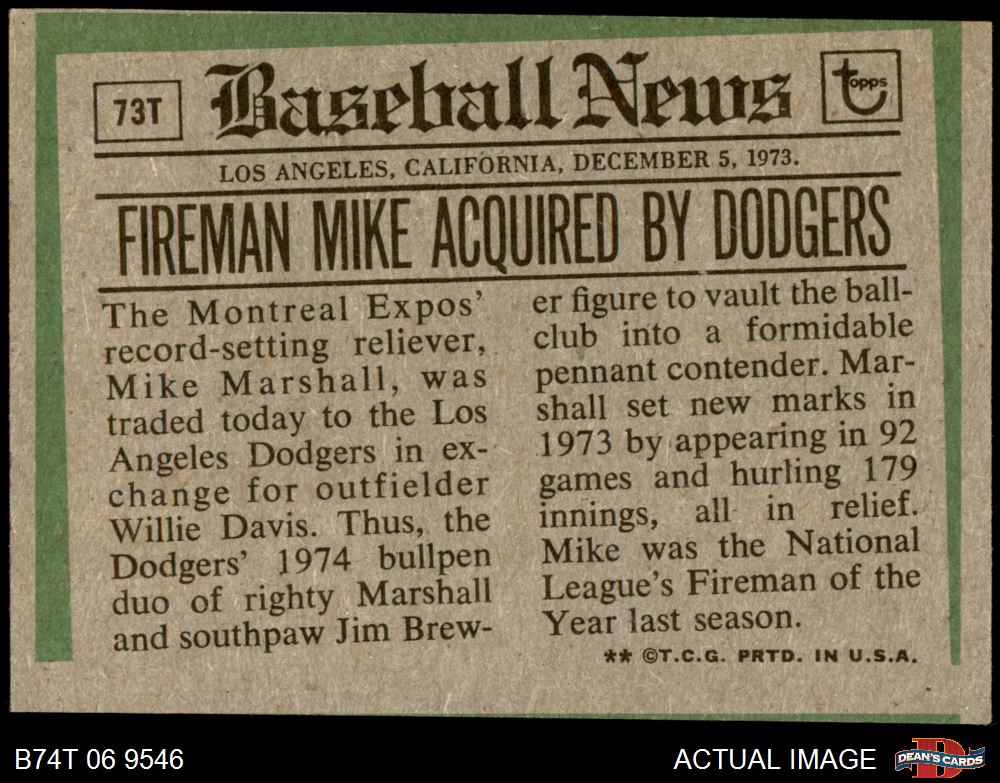 73T
Baseball News
Topps
LOS ANGELES, CALIFORNIA, DECEMBER 5, 1973.
FIREMAN MIKE ACQUIRED BY DODGERS
The Montreal Expos'
record-setting reliever,
Mike Marshall, was
traded today to the Los
Angeles Dodgers in ex-
change for outfielder
Willie Davis. Thus, the
Dodgers' 1974 bullpen
duo of righty Marshall
and southpaw Jim Brew-
er figure to vault the ball-
club into a formidable
pennant contender. Mar-
shall set new marks in
1973 by appearing in 92
games and hurling 179
innings, all in relief.
Mike was the National
League's Fireman of the
Year last season.
** ©T.C.G. PRTD. IN U.S.A.
B74T 06 9546
ACTUAL IMAGE
D
DEAN'S CARDS